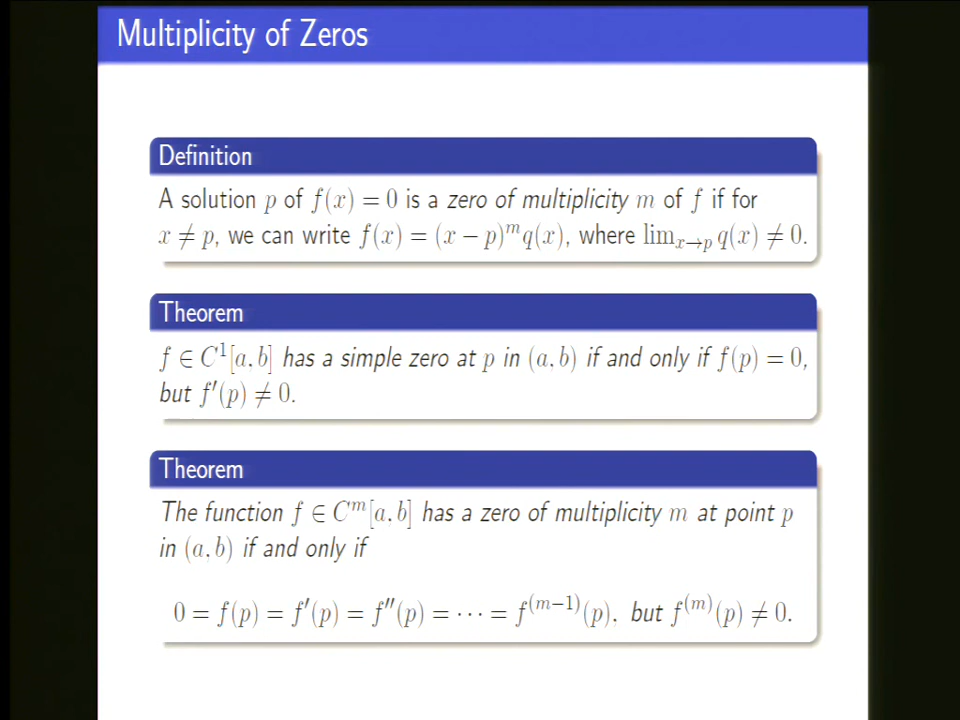 Multiplicity of Zeros
Definition
A solution p of f(x) = 0 is a zero of multiplicity m of f if for
x ≠ p, we can write f(x) = (x − p)^m q(x), where lim_{x→p} q(x) ≠ 0.
Theorem
f ∈ C^1[a, b] has a simple zero at p in (a, b) if and only if f(p) = 0,
but f′(p) ≠ 0.
Theorem
The function f ∈ C^m[a, b] has a zero of multiplicity m at point p
in (a, b) if and only if
0 = f(p) = f′(p) = f″(p) = ⋯ = f^{(m−1)}(p), but f^{(m)}(p) ≠ 0.